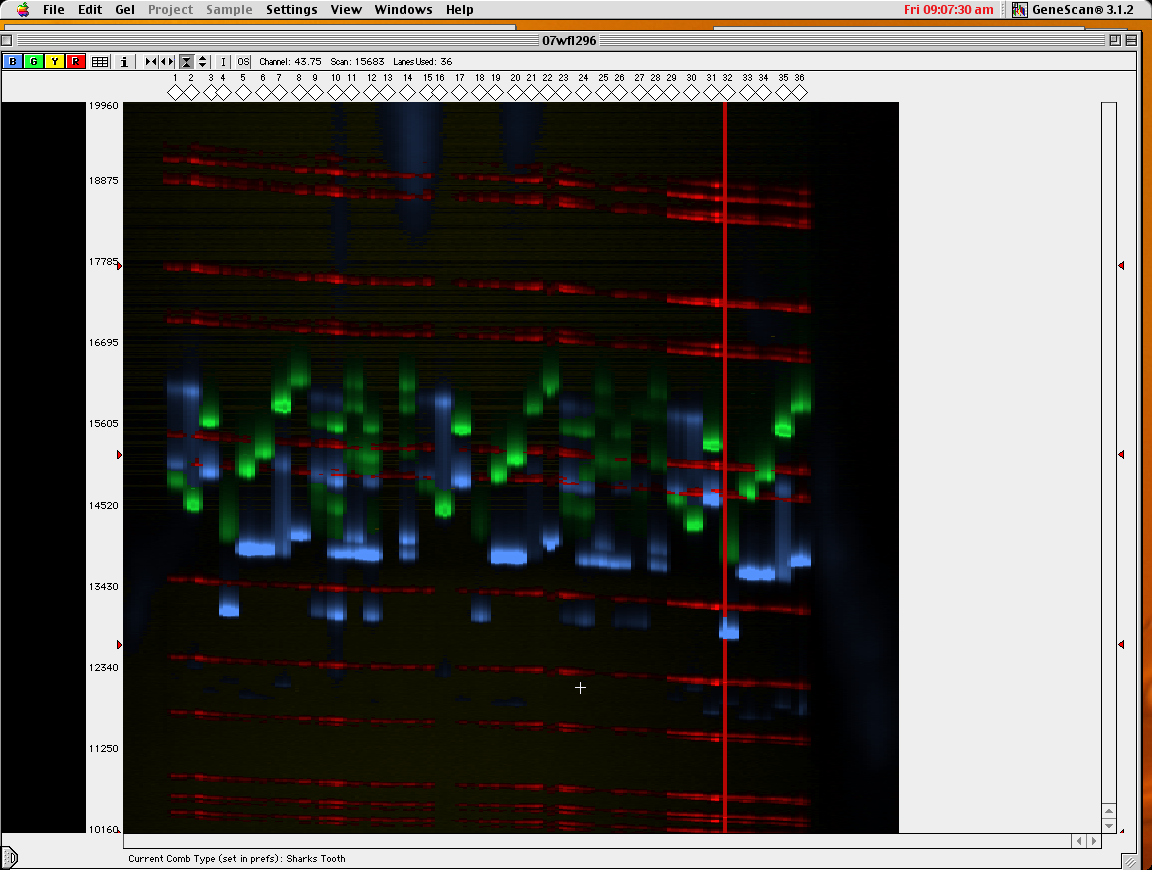 File Edit Gel Project Sample Settings View Windows Help Fri 09:07:30 am GeneScan® 3.1.2
07wfl296
B G Y R i I OS Channel: 43.75 Scan: 15683 Lanes Used: 36
1 2 3 4 5 6 7 8 9 10 11 12 13 14 15 16 17 18 19 20 21 22 23 24 25 26 27 28 29 30 31 32 33 34 35 36
19960
18875
17785
16695
15605
14520
13430
12340
11250
10160
Current Comb Type (set in prefs): Sharks Tooth